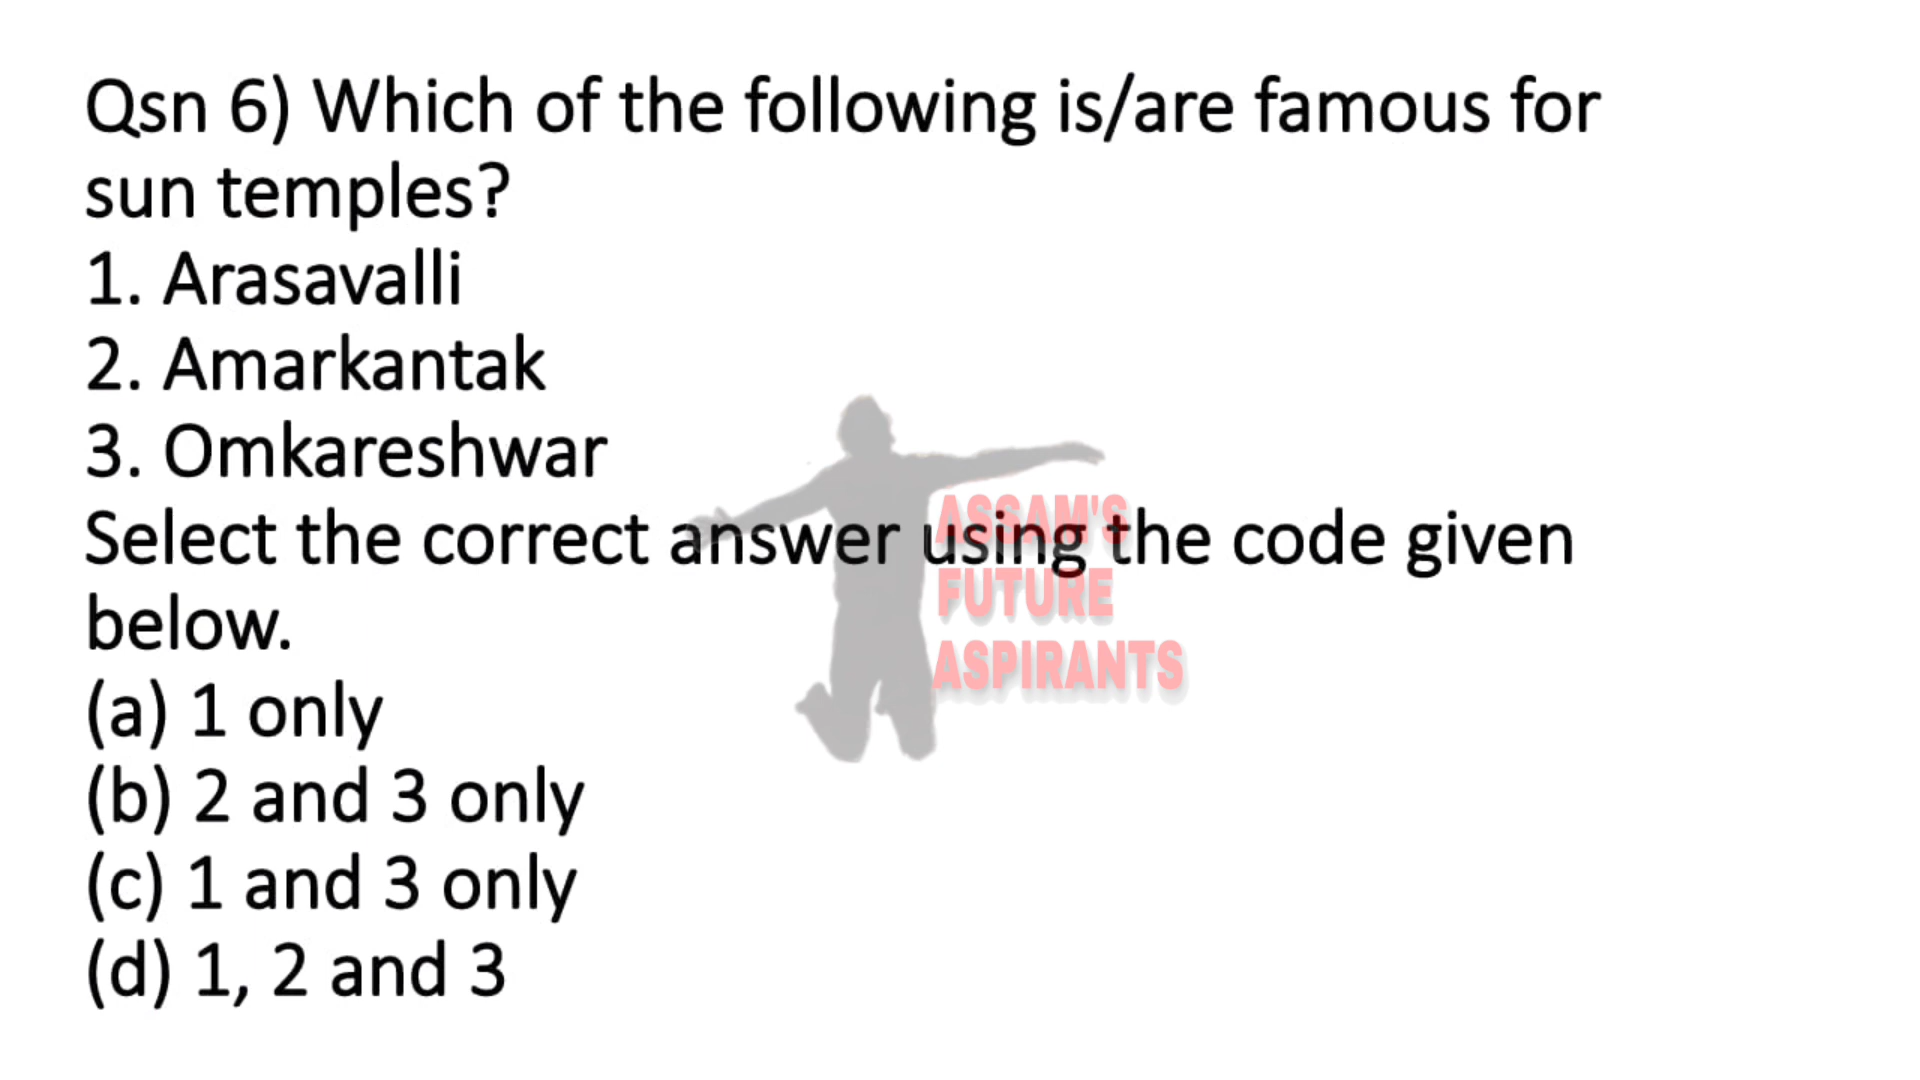 Qsn 6) Which of the following is/are famous for
sun temples?
1. Arasavalli
2. Amarkantak
3. Omkareshwar
Select the correct answer using the code given
below.
(a) 1 only
(b) 2 and 3 only
(c) 1 and 3 only
(d) 1, 2 and 3
ASSAM'S
FUTURE
ASPIRANTS